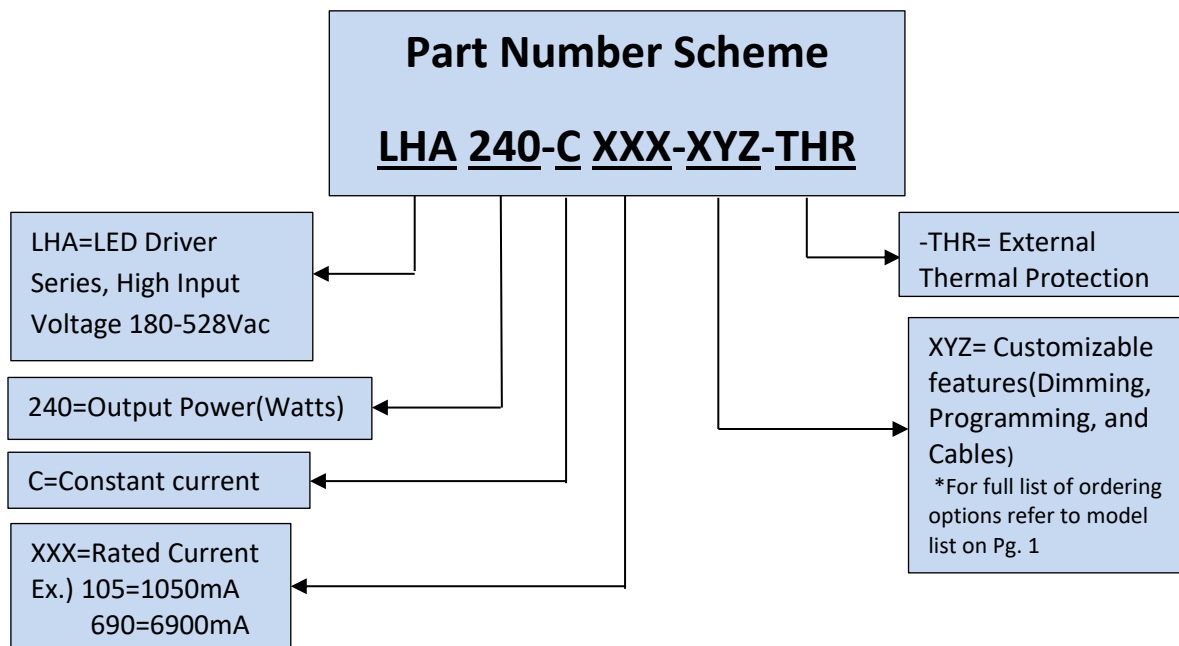 Part Number Scheme
LHA 240-C XXX-XYZ-THR
LHA=LED Driver
Series, High Input
Voltage 180-528Vac
240=Output Power(Watts)
C=Constant current
XXX=Rated Current
Ex.) 105=1050mA
690=6900mA
-THR= External
Thermal Protection
XYZ= Customizable
features(Dimming,
Programming, and
Cables)
*For full list of ordering
options refer to model
list on Pg. 1